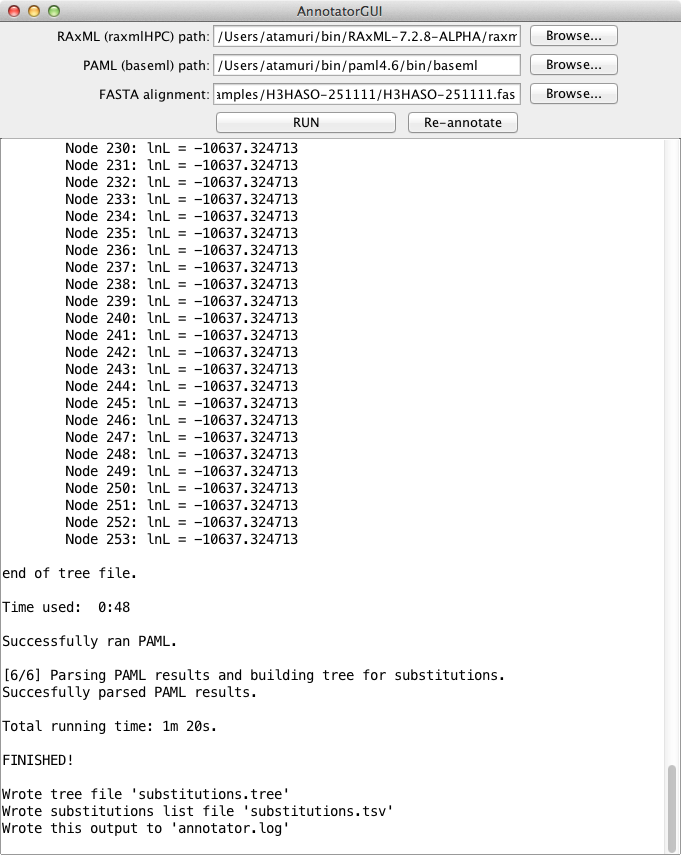 AnnotatorGUI
RAxML (raxmlHPC) path: /Users/atamuri/bin/RAxML-7.2.8-ALPHA/raxm Browse...
PAML (baseml) path: /Users/atamuri/bin/paml4.6/bin/baseml Browse...
FASTA alignment: amples/H3HASO-251111/H3HASO-251111.fas Browse...
RUN Re-annotate
Node 230: lnL = -10637.324713
Node 231: lnL = -10637.324713
Node 232: lnL = -10637.324713
Node 233: lnL = -10637.324713
Node 234: lnL = -10637.324713
Node 235: lnL = -10637.324713
Node 236: lnL = -10637.324713
Node 237: lnL = -10637.324713
Node 238: lnL = -10637.324713
Node 239: lnL = -10637.324713
Node 240: lnL = -10637.324713
Node 241: lnL = -10637.324713
Node 242: lnL = -10637.324713
Node 243: lnL = -10637.324713
Node 244: lnL = -10637.324713
Node 245: lnL = -10637.324713
Node 246: lnL = -10637.324713
Node 247: lnL = -10637.324713
Node 248: lnL = -10637.324713
Node 249: lnL = -10637.324713
Node 250: lnL = -10637.324713
Node 251: lnL = -10637.324713
Node 252: lnL = -10637.324713
Node 253: lnL = -10637.324713
end of tree file.
Time used:  0:48
Successfully ran PAML.
[6/6] Parsing PAML results and building tree for substitutions.
Succesfully parsed PAML results.
Total running time: 1m 20s.
FINISHED!
Wrote tree file 'substitutions.tree'
Wrote substitutions list file 'substitutions.tsv'
Wrote this output to 'annotator.log'